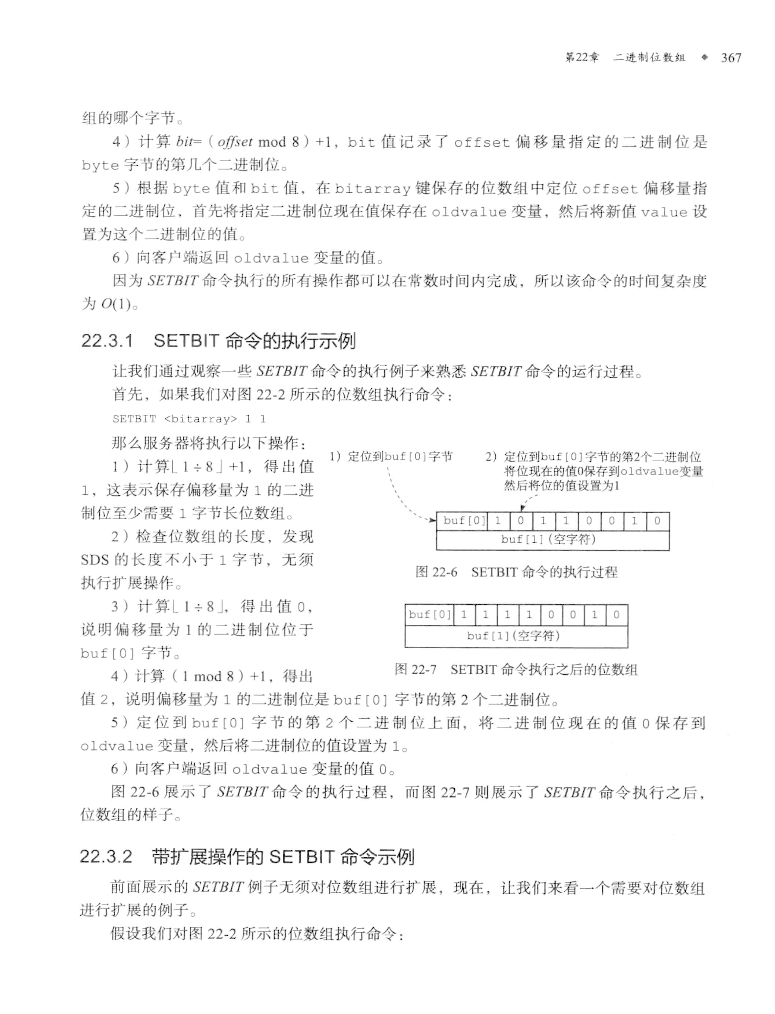 第22章 二进制位数组 ◆ 367
组的哪个字节。
4）计算 bit=（offset mod 8）+1，bit 值记录了 offset 偏移量指定的二进制位是
byte 字节的第几个二进制位。
5）根据 byte 值和 bit 值，在 bitarray 键保存的位数组中定位 offset 偏移量指
定的二进制位，首先将指定二进制位现在值保存在 oldvalue 变量，然后将新值 value 设
置为这个二进制位的值。
6）向客户端返回 oldvalue 变量的值。
因为 SETBIT 命令执行的所有操作都可以在常数时间内完成，所以该命令的时间复杂度
为 O(1)。
22.3.1 SETBIT 命令的执行示例
让我们通过观察一些 SETBIT 命令的执行例子来熟悉 SETBIT 命令的运行过程。
首先，如果我们对图 22-2 所示的位数组执行命令：
SETBIT <bitarray> 1 1
那么服务器将执行以下操作：
1）计算⌊1÷8⌋+1，得出值
1，这表示保存偏移量为 1 的二进
制位至少需要 1 字节长位数组。
2）检查位数组的长度，发现
SDS 的长度不小于 1 字节，无须
执行扩展操作。
3）计算⌊1÷8⌋，得出值 0，
说明偏移量为 1 的二进制位位于
buf[0] 字节。
4）计算（1 mod 8）+1，得出
1）定位到buf[0]字节
2）定位到buf[0]字节的第2个二进制位
将位现在的值0保存到oldvalue变量
然后将位的值设置为1
buf[0] 1 0 1 1 0 0 1 0
buf[1](空字符)
图 22-6 SETBIT 命令的执行过程
buf[0] 1 1 1 1 0 0 1 0
buf[1](空字符)
图 22-7 SETBIT 命令执行之后的位数组
值 2，说明偏移量为 1 的二进制位是 buf[0] 字节的第 2 个二进制位。
5）定位到 buf[0] 字节的第 2 个二进制位上面，将二进制位现在的值 0 保存到
oldvalue 变量，然后将二进制位的值设置为 1。
6）向客户端返回 oldvalue 变量的值 0。
图 22-6 展示了 SETBIT 命令的执行过程，而图 22-7 则展示了 SETBIT 命令执行之后，
位数组的样子。
22.3.2 带扩展操作的 SETBIT 命令示例
前面展示的 SETBIT 例子无须对位数组进行扩展，现在，让我们来看一个需要对位数组
进行扩展的例子。
假设我们对图 22-2 所示的位数组执行命令：